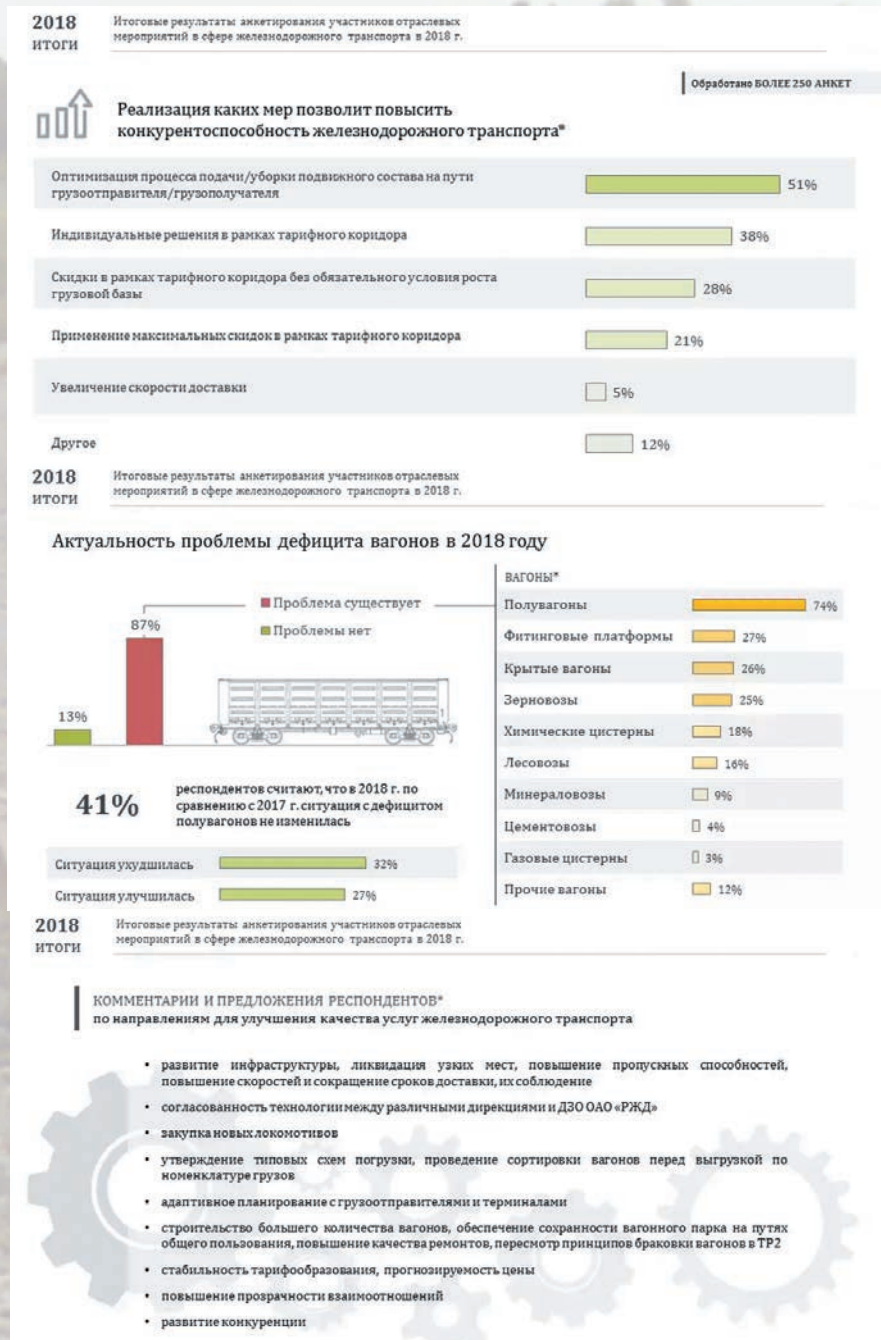 2018
итоги
Итоговые результаты анкетирования участников отраслевых
мероприятий в сфере железнодорожного транспорта в 2018 г.
Обработано БОЛЕЕ 250 АНКЕТ
Реализация каких мер позволит повысить
конкурентоспособность железнодорожного транспорта*
Оптимизация процесса подачи/уборки подвижного состава на пути
грузоотправителя/грузополучателя
51%
Индивидуальные решения в рамках тарифного коридора
38%
Скидки в рамках тарифного коридора без обязательного условия роста
грузовой базы
28%
Применение максимальных скидок в рамках тарифного коридора
21%
Увеличение скорости доставки
5%
Другое
12%
2018
итоги
Итоговые результаты анкетирования участников отраслевых
мероприятий в сфере железнодорожного транспорта в 2018 г.
Актуальность проблемы дефицита вагонов в 2018 году
Проблема существует
Проблемы нет
87%
13%
41%
респондентов считают, что в 2018 г. по
сравнению с 2017 г. ситуация с дефицитом
полувагонов не изменилась
Ситуация ухудшилась
32%
Ситуация улучшилась
27%
ВАГОНЫ*
Полувагоны
74%
Фитинговые платформы
27%
Крытые вагоны
26%
Зерновозы
25%
Химические цистерны
18%
Лесовозы
16%
Минераловозы
9%
Цементовозы
4%
Газовые цистерны
3%
Прочие вагоны
12%
2018
итоги
Итоговые результаты анкетирования участников отраслевых
мероприятий в сфере железнодорожного транспорта в 2018 г.
КОММЕНТАРИИ И ПРЕДЛОЖЕНИЯ РЕСПОНДЕНТОВ*
по направлениям для улучшения качества услуг железнодорожного транспорта
• развитие инфраструктуры, ликвидация узких мест, повышение пропускных способностей,
повышение скоростей и сокращение сроков доставки, их соблюдение
• согласованность технологии между различными дирекциями и ДЗО ОАО «РЖД»
• закупка новых локомотивов
• утверждение типовых схем погрузки, проведение сортировки вагонов перед выгрузкой по
номенклатуре грузов
• адаптивное планирование с грузоотправителями и терминалами
• строительство большего количества вагонов, обеспечение сохранности вагонного парка на путях
общего пользования, повышение качества ремонтов, пересмотр принципов браковки вагонов в ТР2
• стабильность тарифообразования, прогнозируемость цены
• повышение прозрачности взаимоотношений
• развитие конкуренции